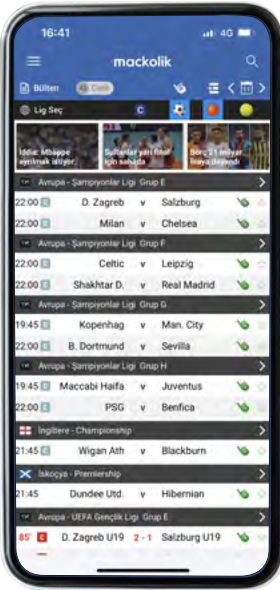 16:41
4G
mackolik
Bülten
Canlı
Lig Seç
C
İddia: Mbappe
ayrılmak istiyor
Sultanlar yarı final
için sahada
Borç 21 milyar
liraya dayandı
Avrupa - Şampiyonlar Ligi Grup E
22:00 D. Zagreb v Salzburg
22:00 Milan v Chelsea
Avrupa - Şampiyonlar Ligi Grup F
22:00 Celtic v Leipzig
22:00 Shakhtar D. v Real Madrid
Avrupa - Şampiyonlar Ligi Grup G
19:45 Kopenhag v Man. City
22:00 B. Dortmund v Sevilla
Avrupa - Şampiyonlar Ligi Grup H
19:45 Maccabi Haifa v Juventus
22:00 PSG v Benfica
İngiltere - Championship
21:45 Wigan Ath v Blackburn
İskoçya - Premiership
21:45 Dundee Utd. v Hibernian
Avrupa - UEFA Gençlik Ligi Grup E
85' C D. Zagreb U19 2 - 1 Salzburg U19